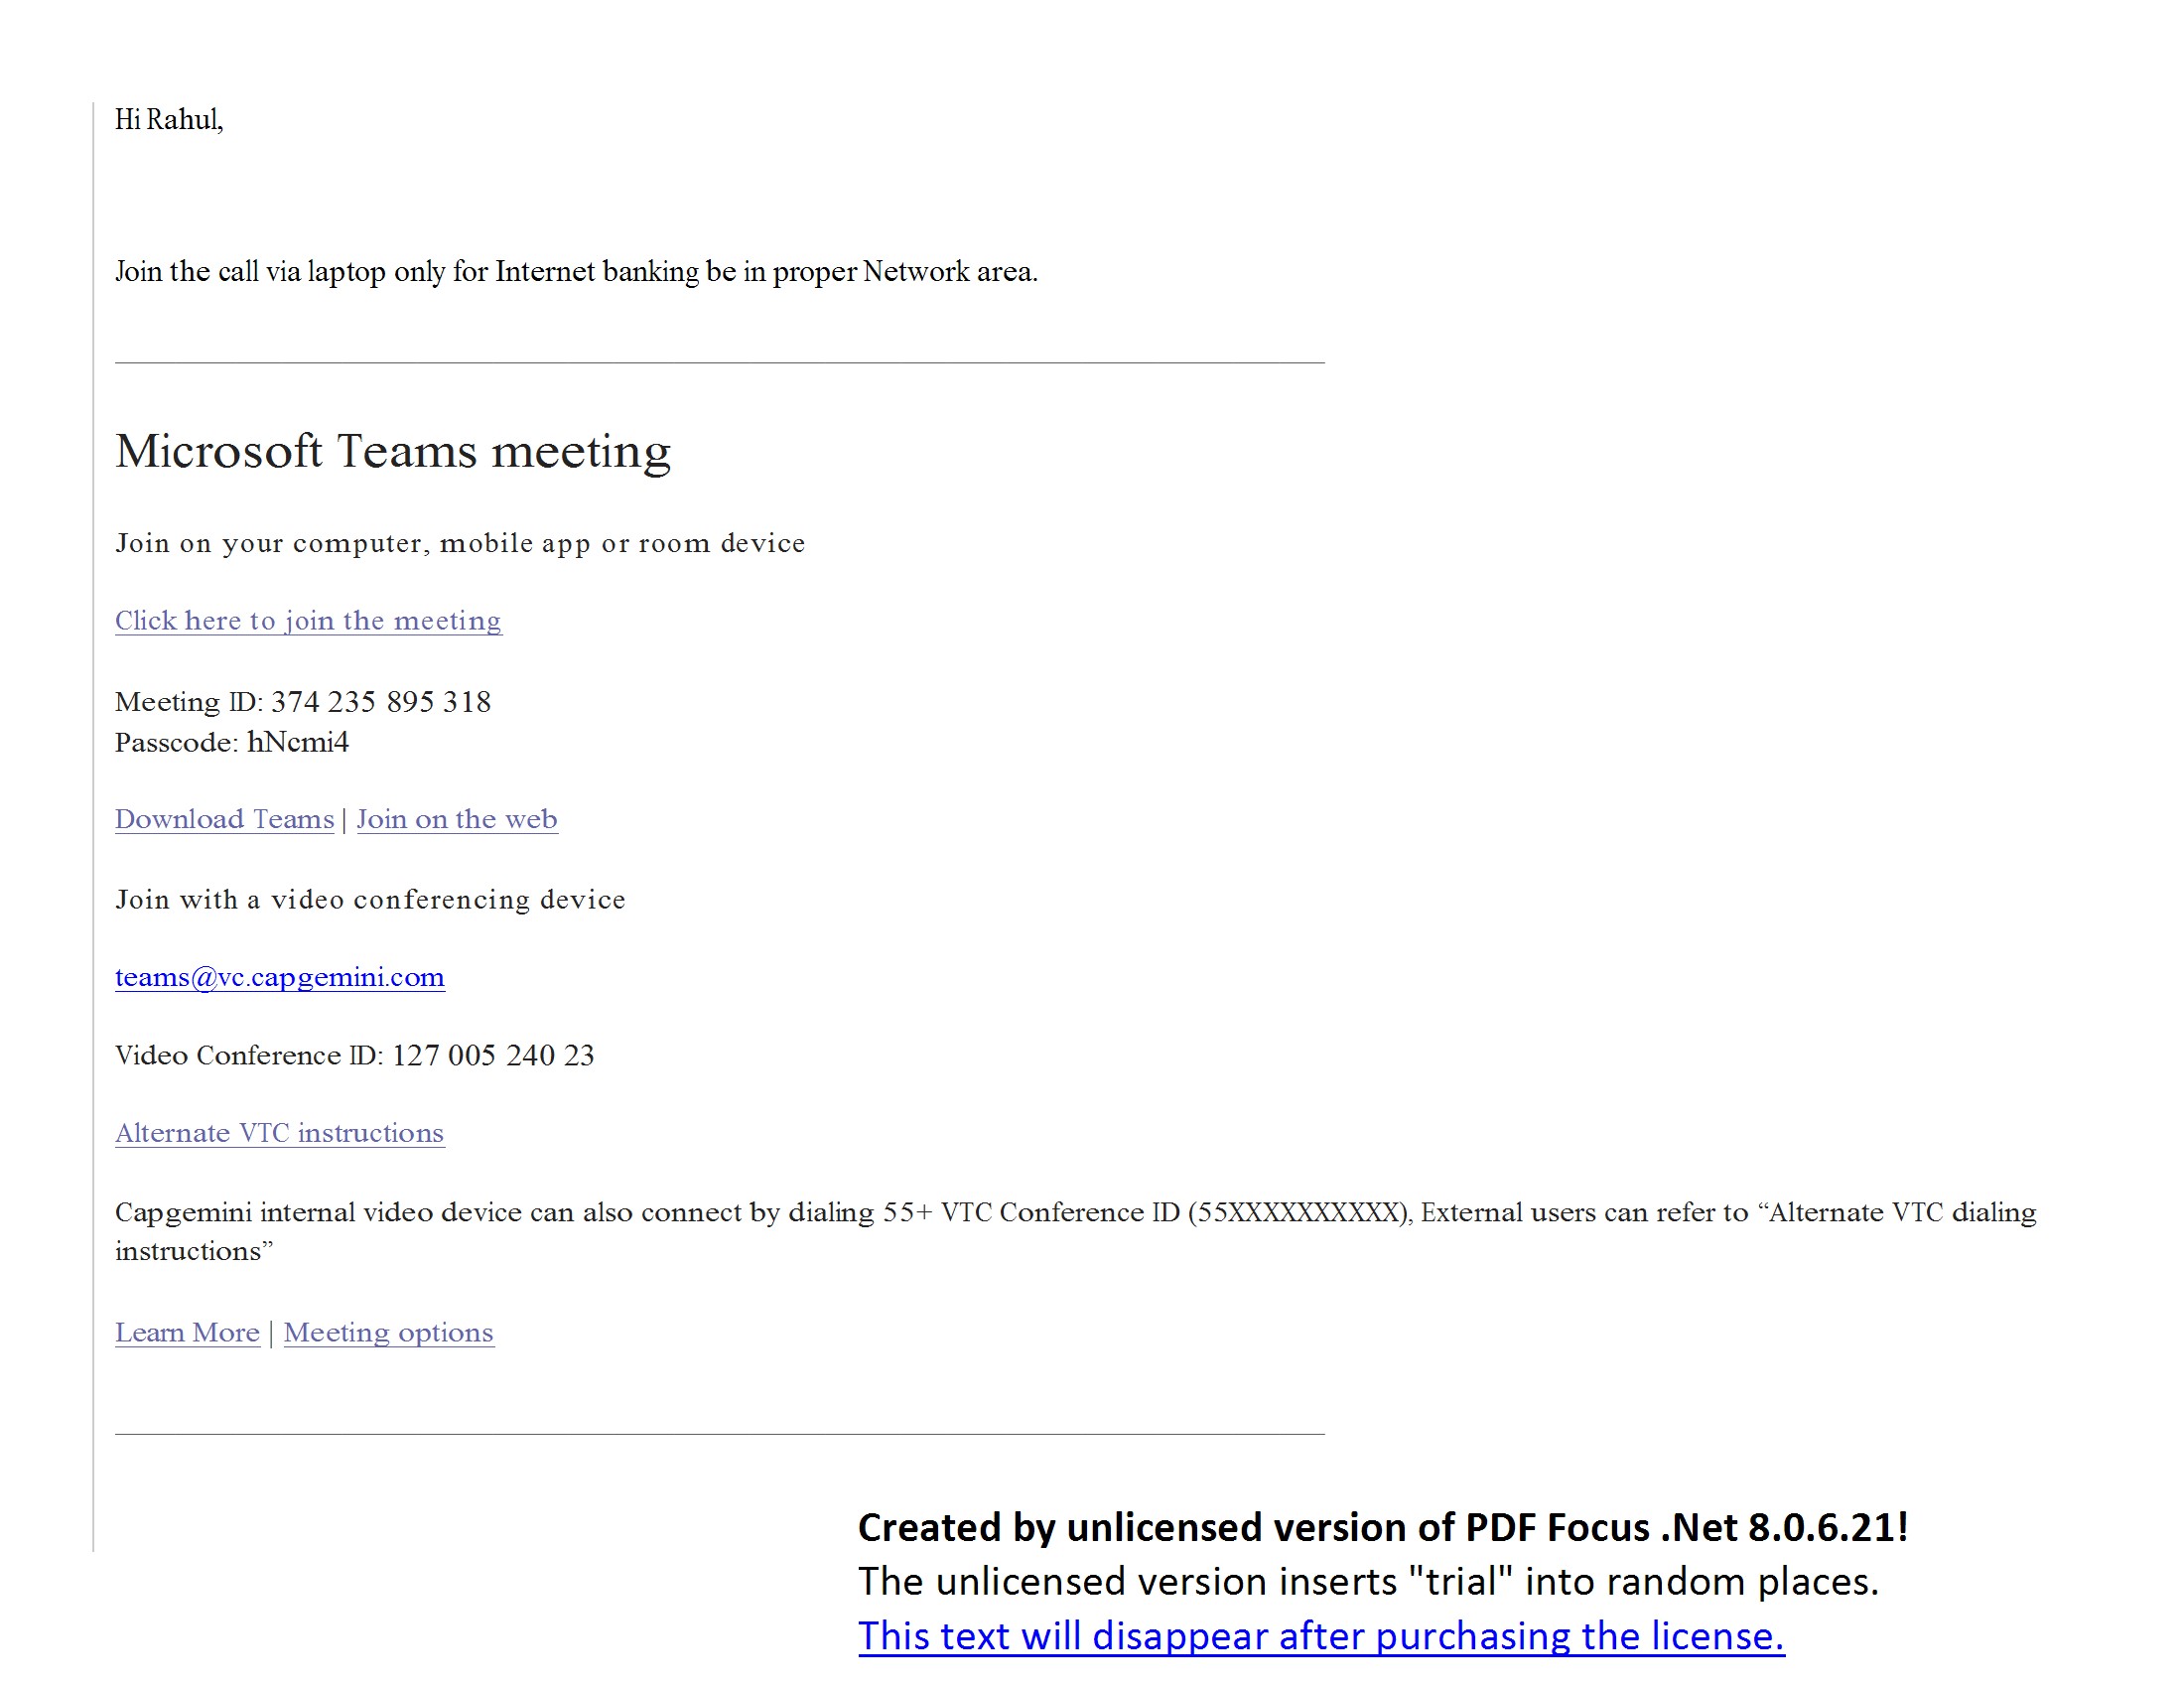 Hi Rahul,
Join the call via laptop only for Internet banking be in proper Network area.
Microsoft Teams meeting
Join on your computer, mobile app or room device
Click here to join the meeting
Meeting ID: 374 235 895 318
Passcode: hNcmi4
Download Teams | Join on the web
Join with a video conferencing device
teams@vc.capgemini.com
Video Conference ID: 127 005 240 23
Alternate VTC instructions
Capgemini internal video device can also connect by dialing 55+ VTC Conference ID (55XXXXXXXXXX), External users can refer to “Alternate VTC dialing
instructions”
Learn More | Meeting options
Created by unlicensed version of PDF Focus .Net 8.0.6.21!
The unlicensed version inserts "trial" into random places.
This text will disappear after purchasing the license.